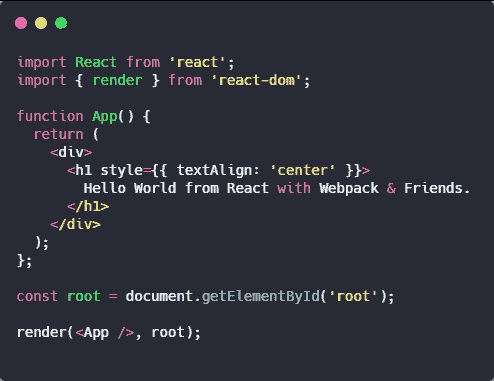 import React from 'react';
import { render } from 'react-dom';

function App() {
  return (
    <div>
      <h1 style={{ textAlign: 'center' }}>
        Hello World from React with Webpack & Friends.
      </h1>
    </div>
  );
};

const root = document.getElementById('root');

render(<App />, root);